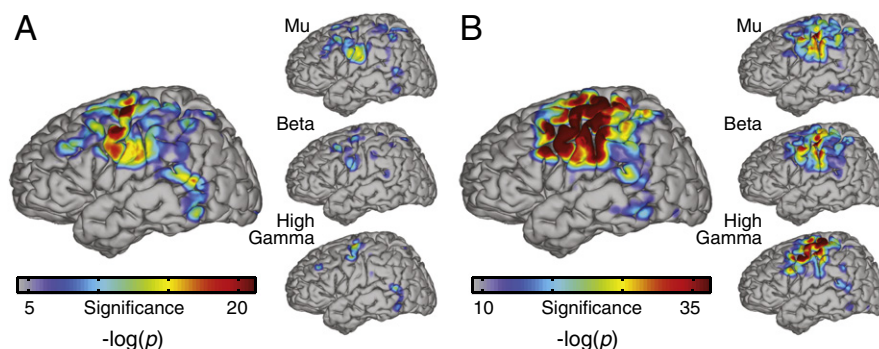 A
Mu
Beta
High
Gamma
5 Significance 20
-log(p)
B
Mu
Beta
High
Gamma
10 Significance 35
-log(p)